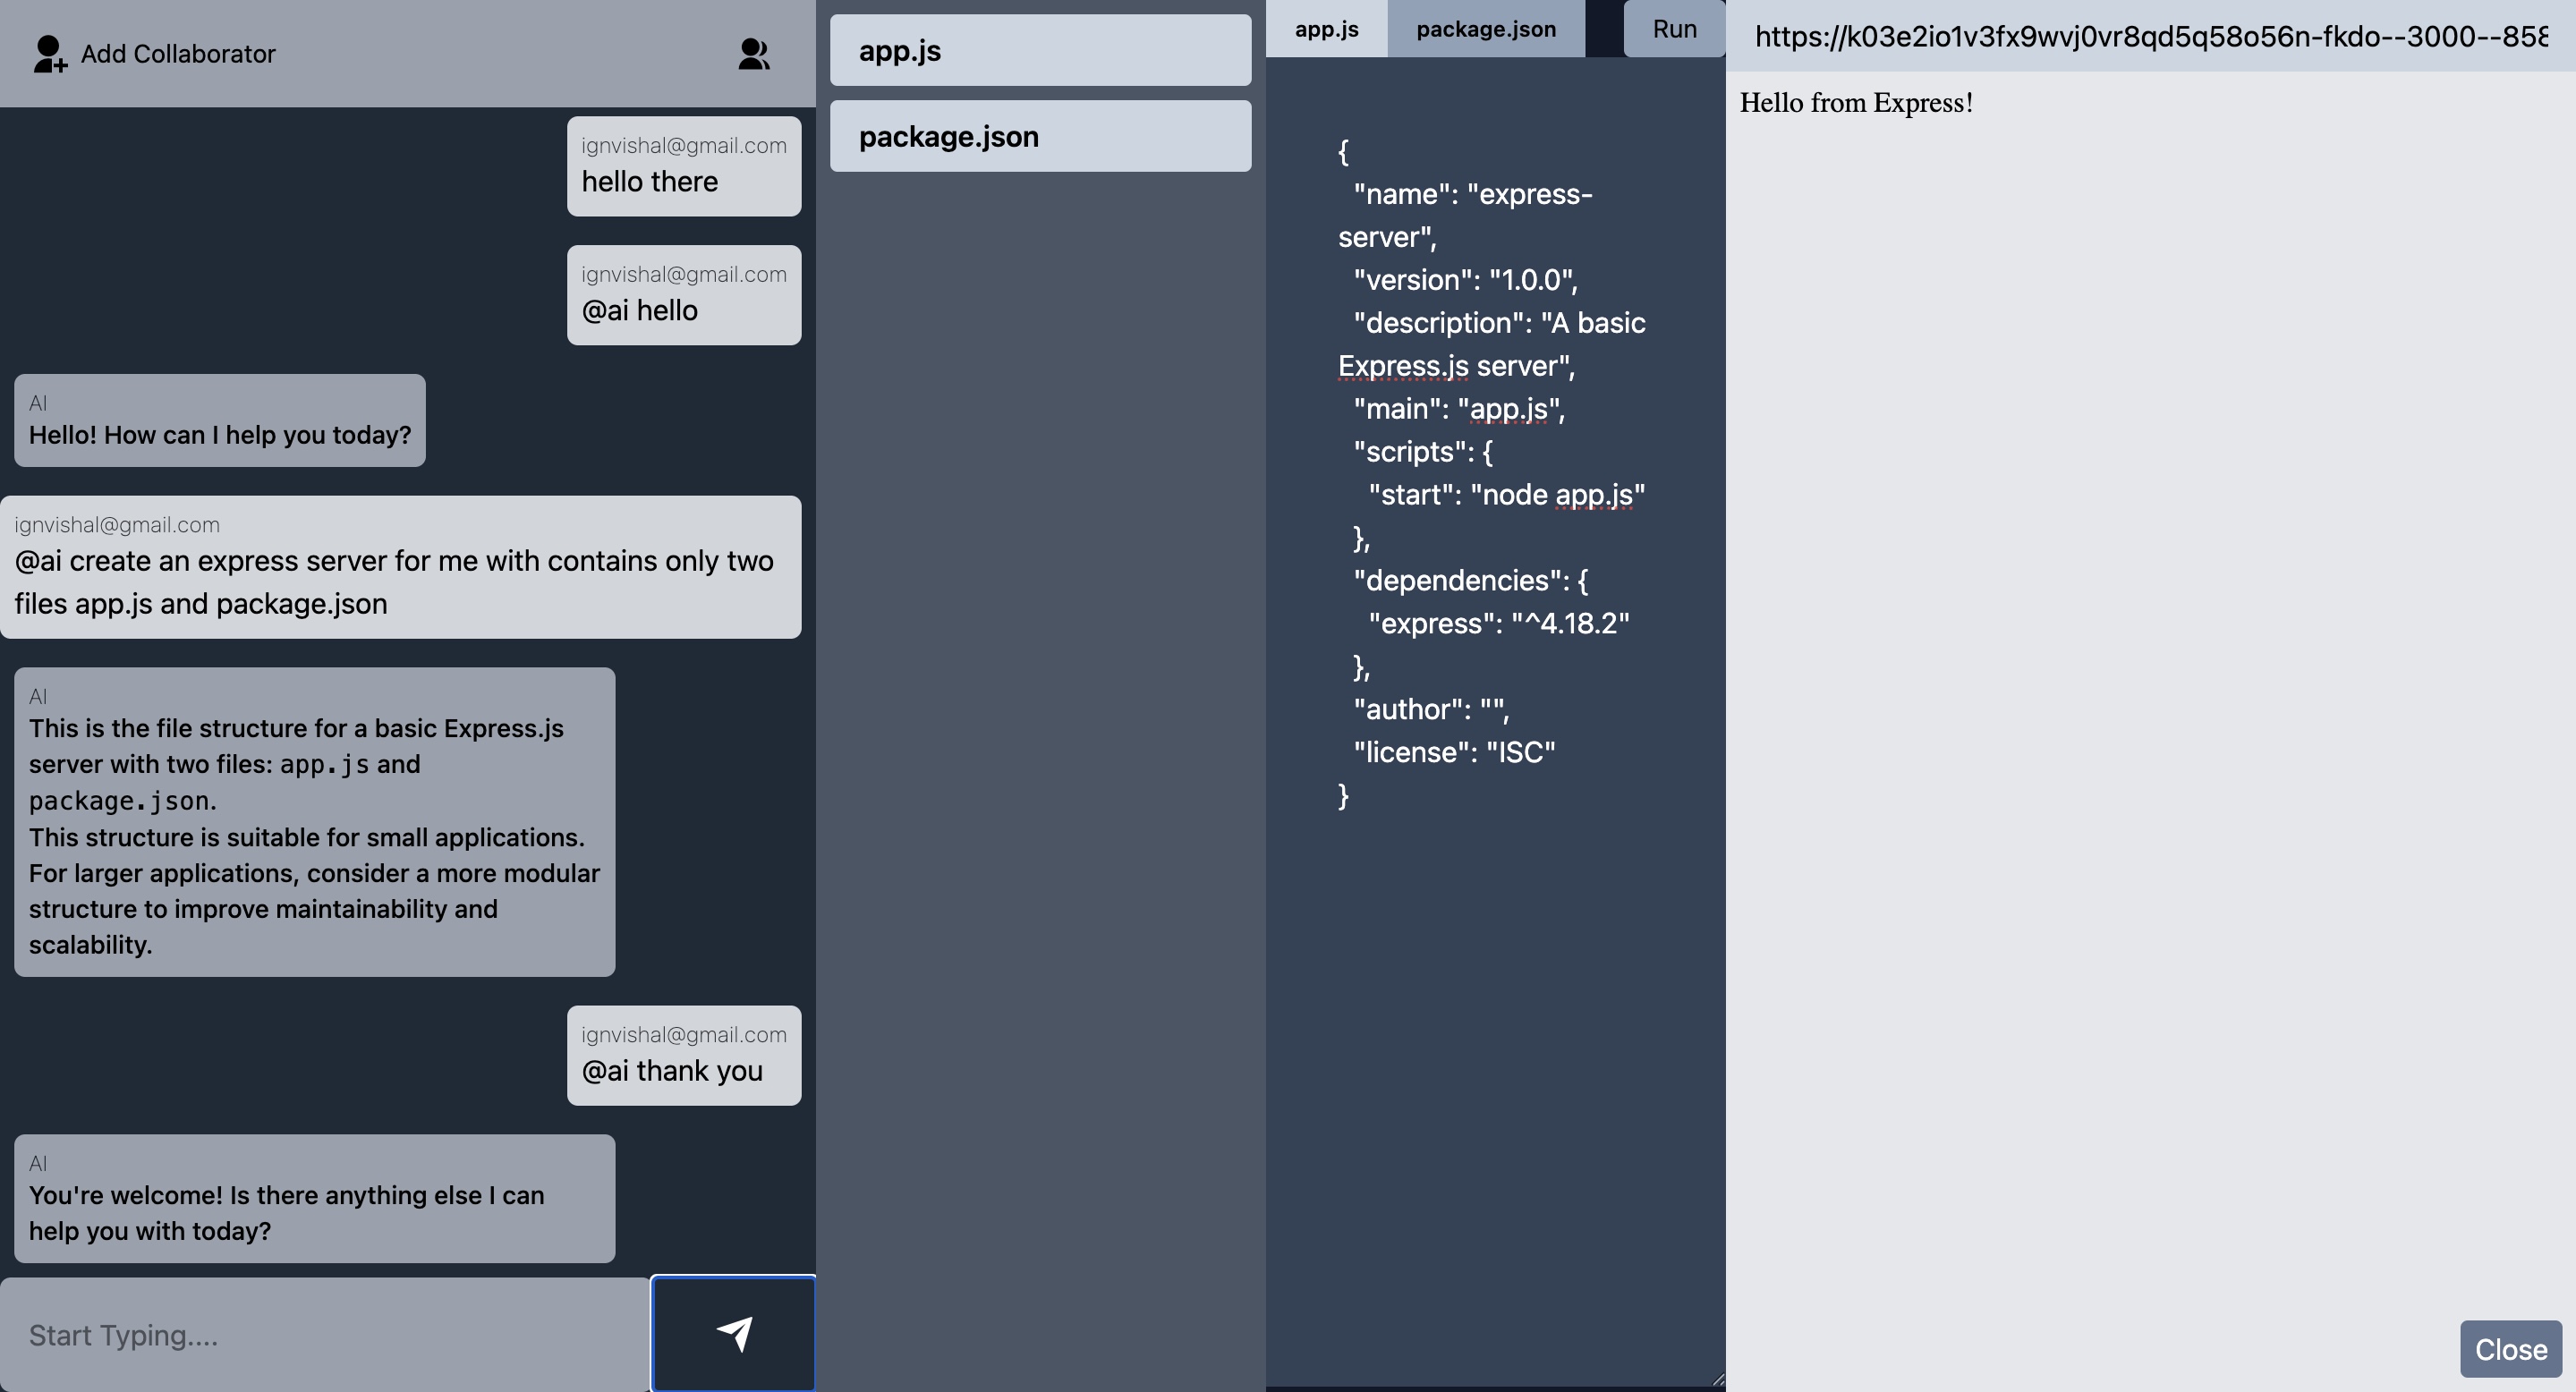 Add Collaborator
ignvishal@gmail.com
hello there
ignvishal@gmail.com
@ai hello
AI
Hello! How can I help you today?
ignvishal@gmail.com
@ai create an express server for me with contains only two
files app.js and package.json
AI
This is the file structure for a basic Express.js
server with two files: app.js and
package.json.
This structure is suitable for small applications.
For larger applications, consider a more modular
structure to improve maintainability and
scalability.
ignvishal@gmail.com
@ai thank you
AI
You're welcome! Is there anything else I can
help you with today?
Start Typing....
app.js
package.json
app.js package.json Run
{
"name": "express-
server",
"version": "1.0.0",
"description": "A basic
Express.js server",
"main": "app.js",
"scripts": {
"start": "node app.js"
},
"dependencies": {
"express": "^4.18.2"
},
"author": "",
"license": "ISC"
}
https://k03e2io1v3fx9wvj0vr8qd5q58o56n-fkdo--3000--858
Hello from Express!
Close